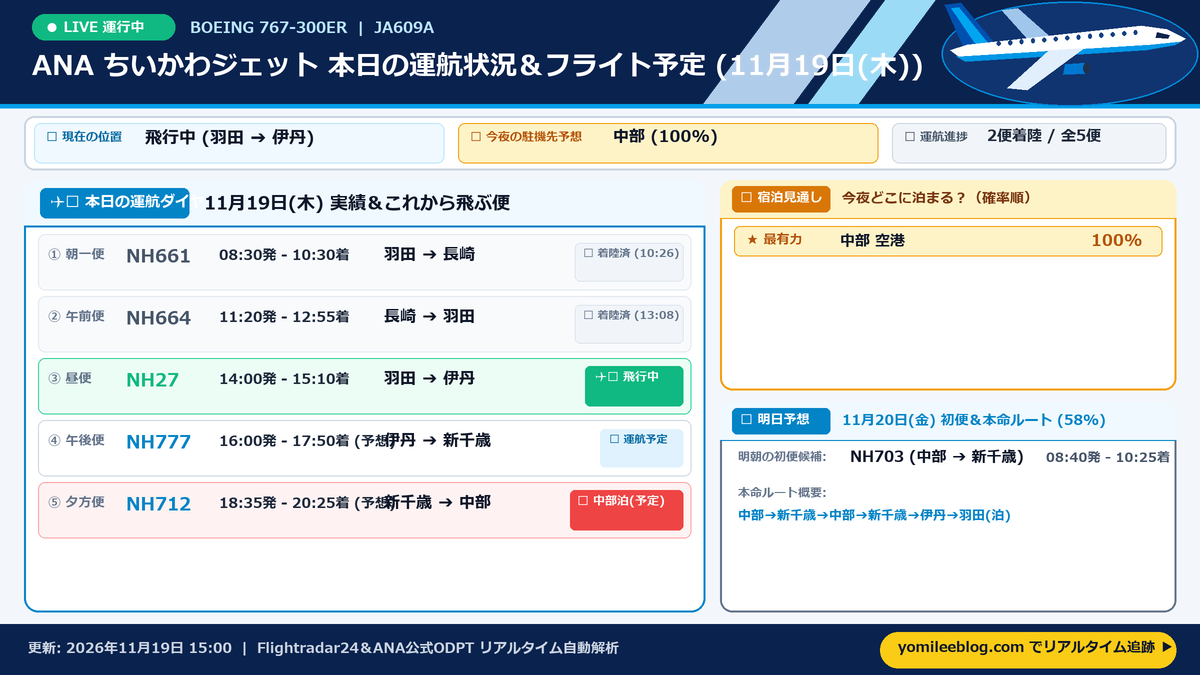 ● LIVE 運行中 BOEING 767-300ER | JA609A
ANA ちいかわジェット 本日の運航状況＆フライト予定 (11月19日(木))
□ 現在の位置 飛行中 (羽田 → 伊丹)
□ 今夜の駐機先予想 中部 (100%)
□ 運航進捗 2便着陸 / 全5便
✈□ 本日の運航ダイ 11月19日(木) 実績＆これから飛ぶ便
① 朝一便 NH661 08:30発 - 10:30着 羽田 → 長崎 □ 着陸済 (10:26)
② 午前便 NH664 11:20発 - 12:55着 長崎 → 羽田 □ 着陸済 (13:08)
③ 昼便 NH27 14:00発 - 15:10着 羽田 → 伊丹 ✈□ 飛行中
④ 午後便 NH777 16:00発 - 17:50着 (予想 伊丹 → 新千歳 □ 運航予定
⑤ 夕方便 NH712 18:35発 - 20:25着 (予想 新千歳 → 中部 □ 中部泊(予定)
□ 宿泊見通し 今夜どこに泊まる？（確率順）
★ 最有力 中部 空港 100%
□ 明日予想 11月20日(金) 初便＆本命ルート (58%)
明朝の初便候補: NH703 (中部 → 新千歳) 08:40発 - 10:25着
本命ルート概要:
中部→新千歳→中部→新千歳→伊丹→羽田(泊)
更新: 2026年11月19日 15:00 | Flightradar24＆ANA公式ODPT リアルタイム自動解析
yomileeblog.com でリアルタイム追跡 ▶